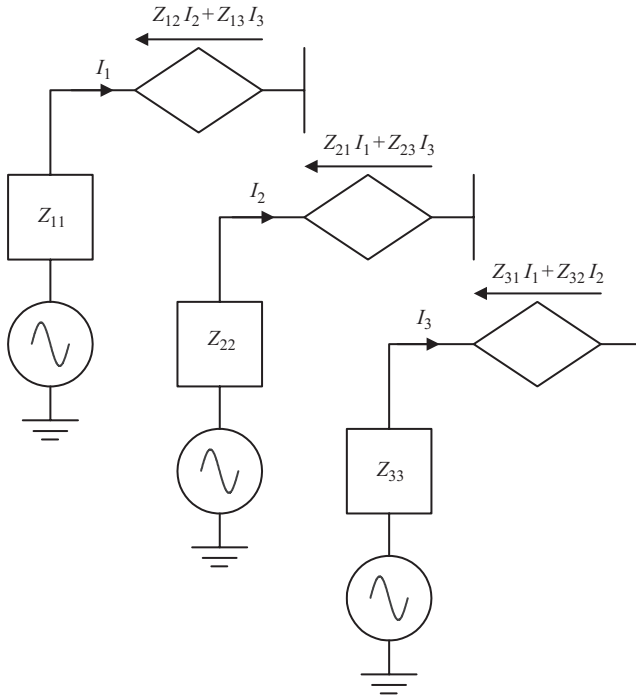 Z₁₂ I₂ + Z₁₃ I₃
I₁
Z₁₁
Z₂₁ I₁ + Z₂₃ I₃
I₂
Z₂₂
Z₃₁ I₁ + Z₃₂ I₂
I₃
Z₃₃